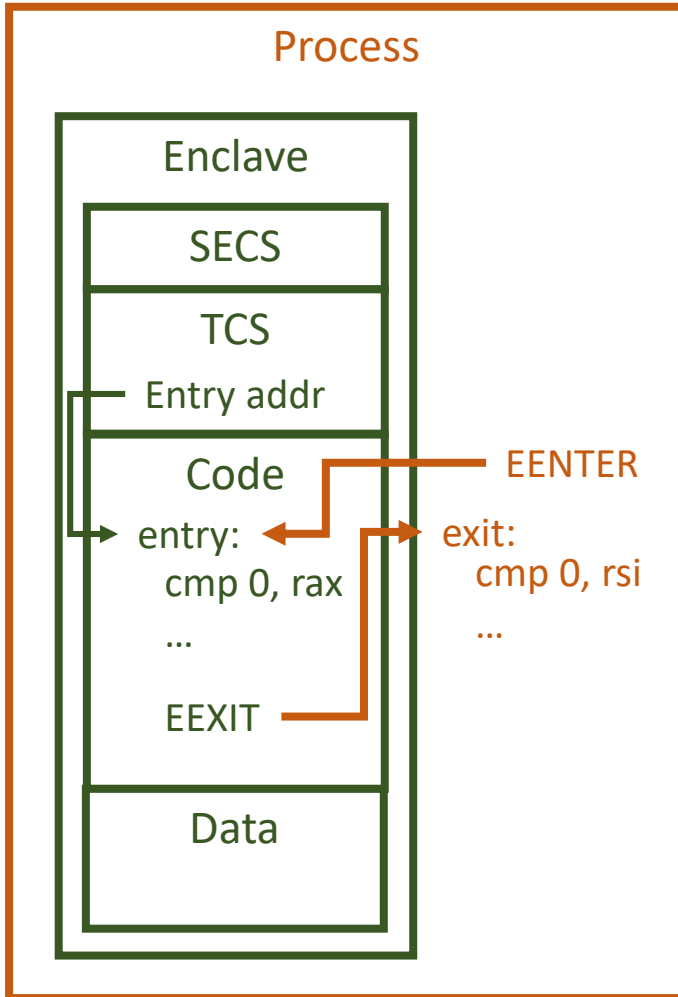 Process
Enclave
SECS
TCS
Entry addr
Code
EENTER
entry:
cmp 0, rax
...
EEXIT
exit:
cmp 0, rsi
...
Data